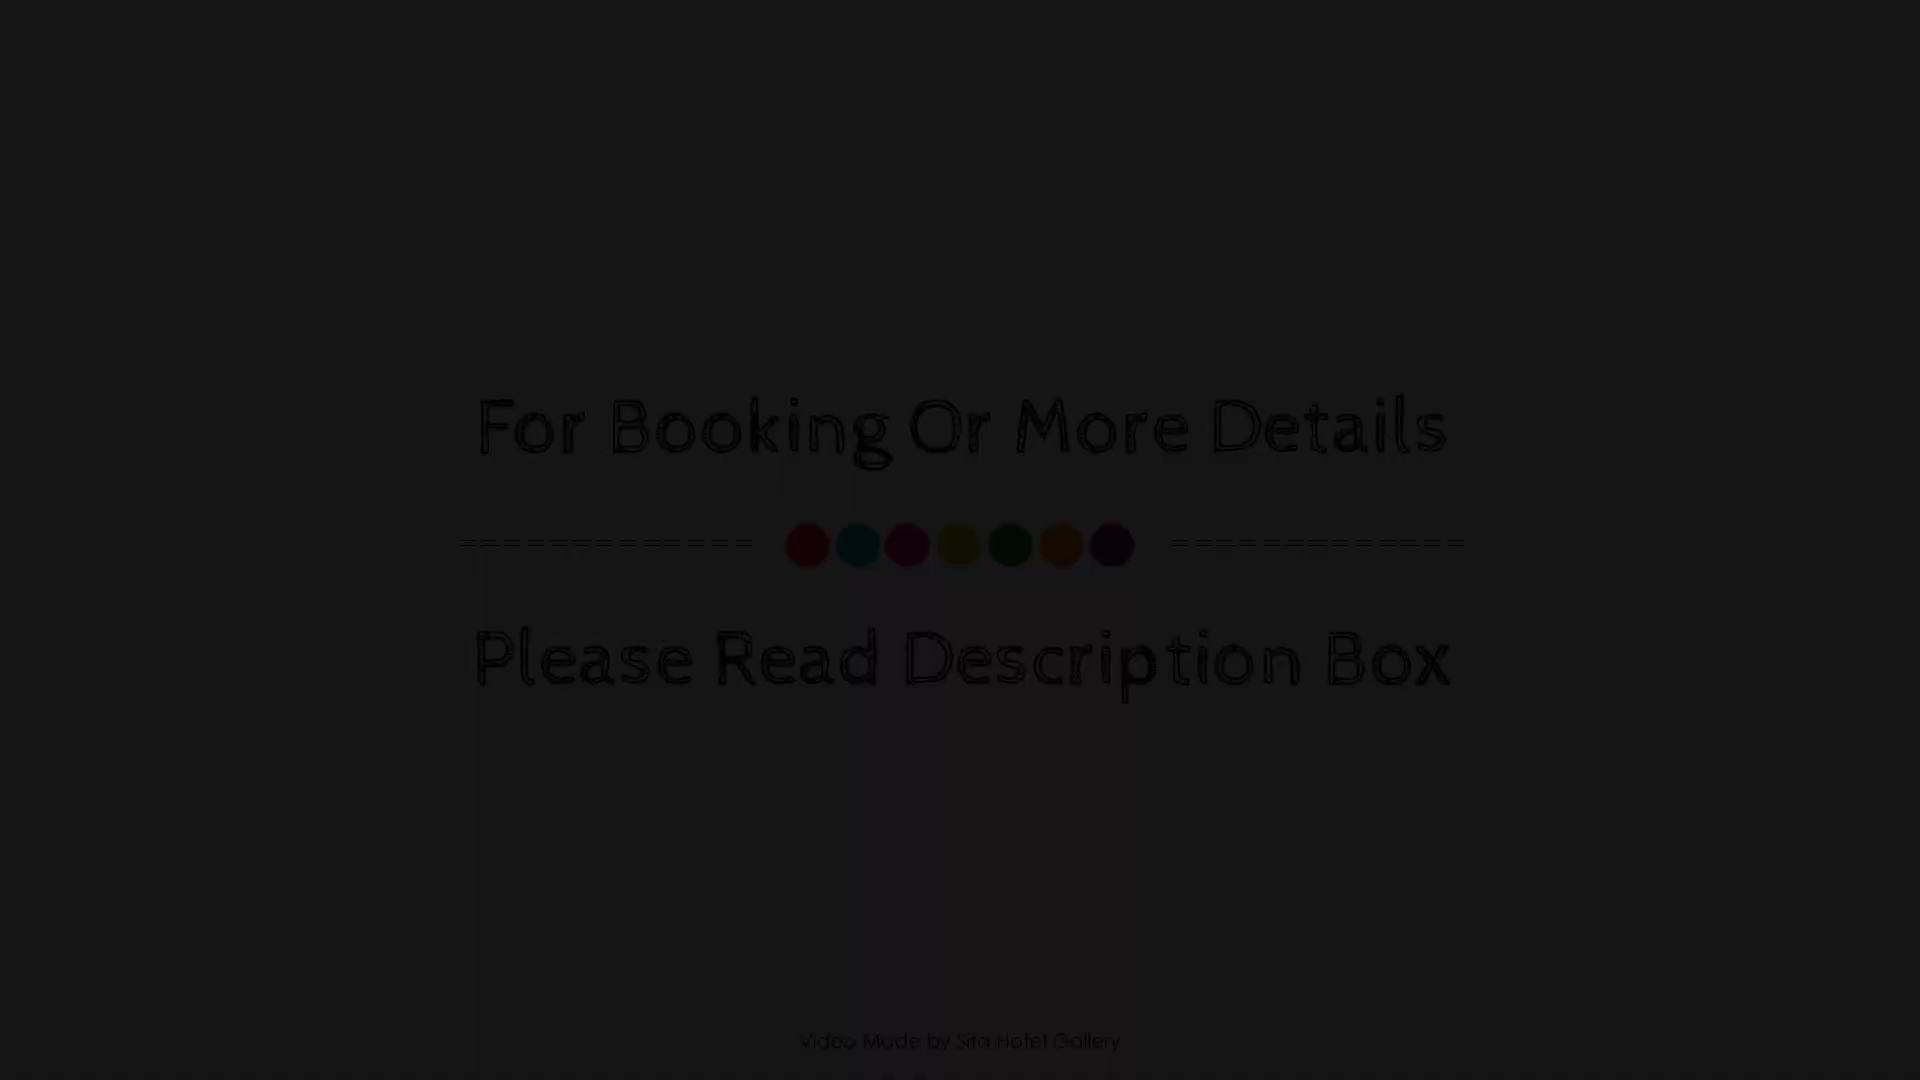 For Booking Or More Details
============= =============
Please Read Description Box
Video Made by Sita Hotel Gallery